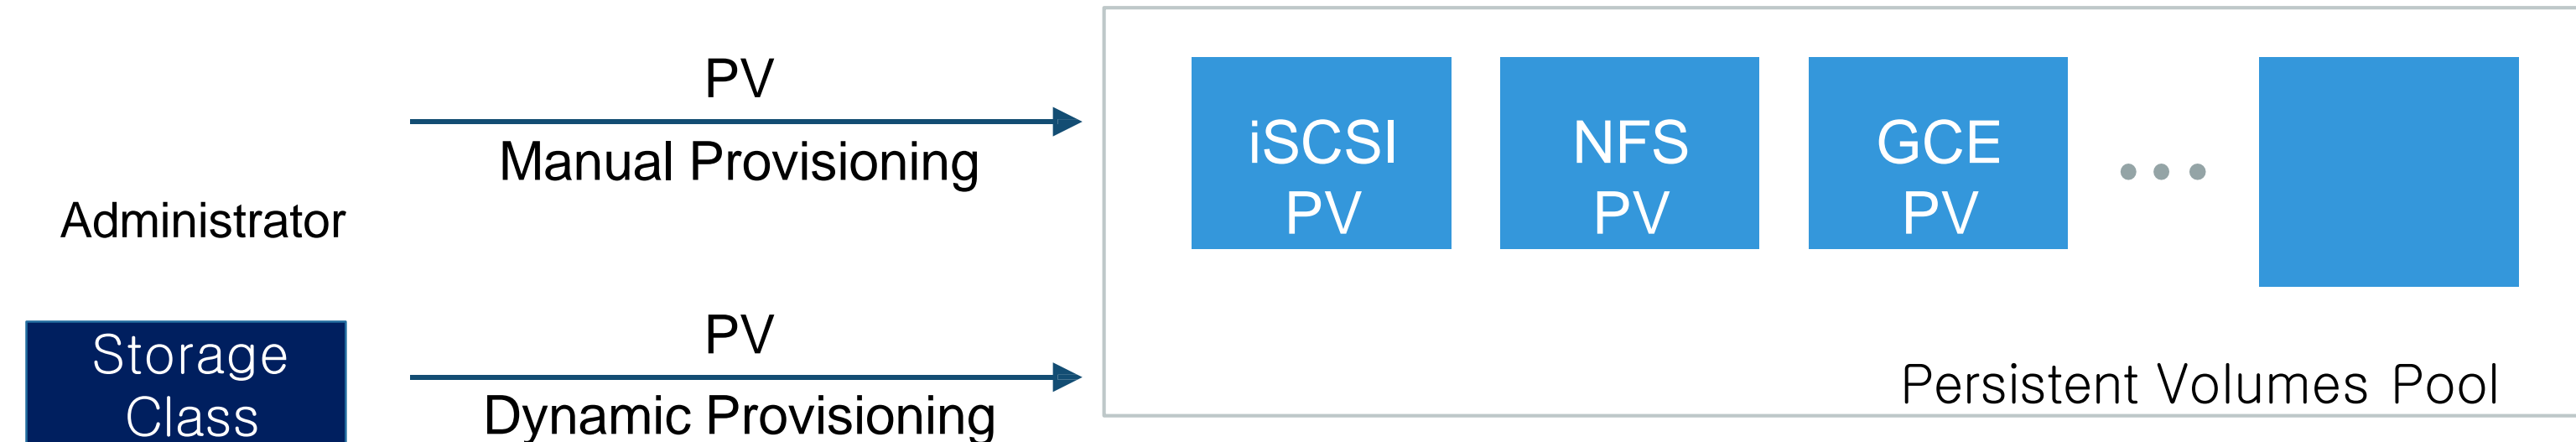 PV
Manual Provisioning
Administrator
iSCSI
PV
NFS
PV
GCE
PV
Storage
Class
PV
Dynamic Provisioning
Persistent Volumes Pool